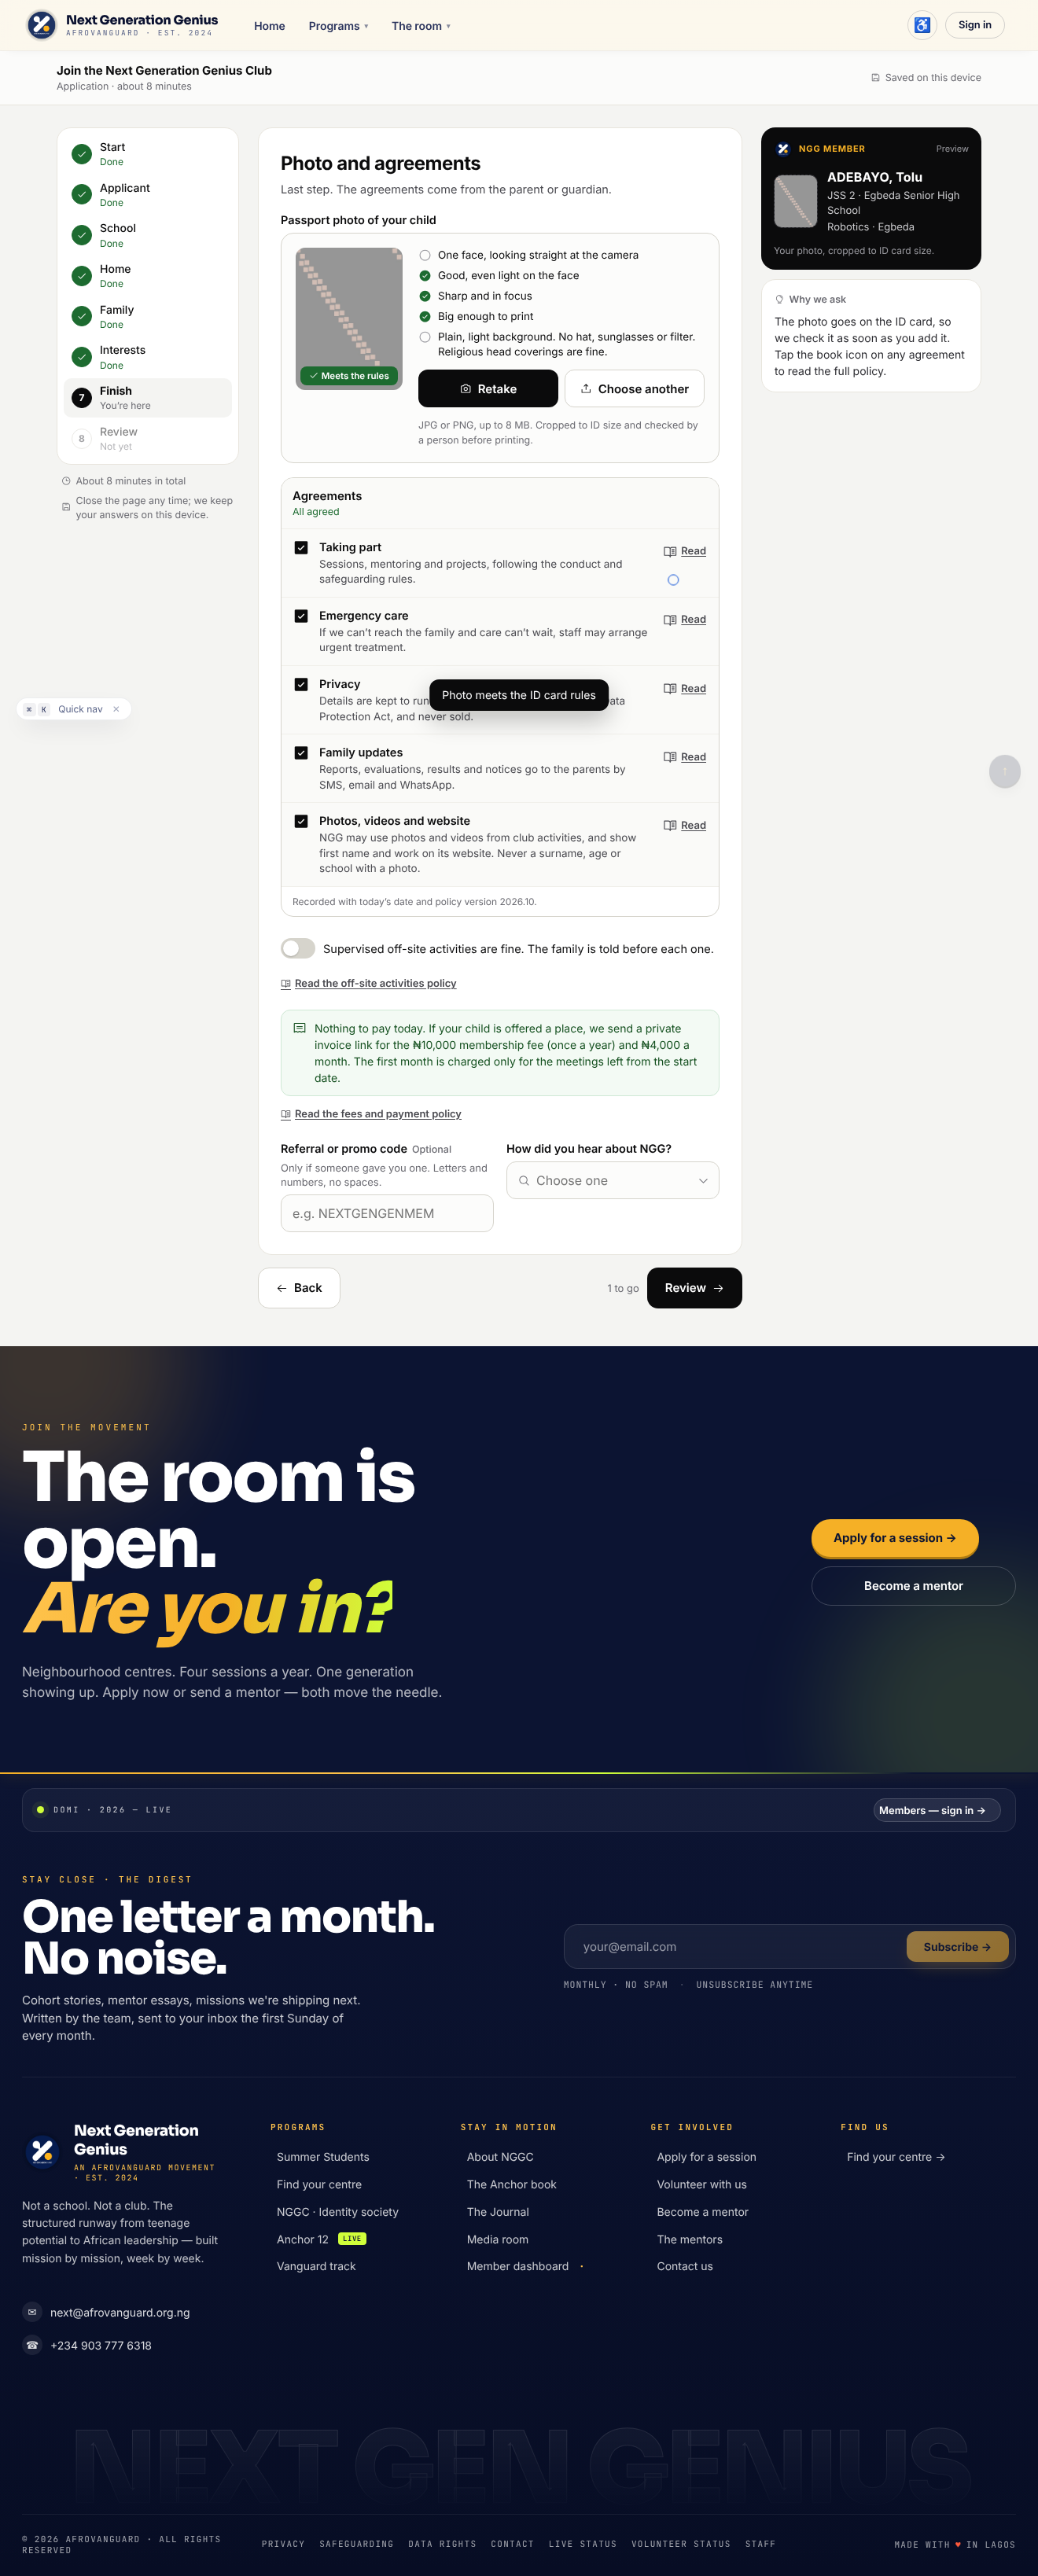 Next Generation Genius
AFROVANGUARD · EST. 2024
Home
Programs ▾
The room ▾
Sign in
Join the Next Generation Genius Club
Application · about 8 minutes
Saved on this device
Start
Done
Applicant
Done
School
Done
Home
Done
Family
Done
Interests
Done
7
Finish
You're here
8
Review
Not yet
About 8 minutes in total
Close the page any time; we keep
your answers on this device.
Photo and agreements
Last step. The agreements come from the parent or guardian.
Passport photo of your child
Meets the rules
One face, looking straight at the camera
Good, even light on the face
Sharp and in focus
Big enough to print
Plain, light background. No hat, sunglasses or filter.
Religious head coverings are fine.
Retake
Choose another
JPG or PNG, up to 8 MB. Cropped to ID size and checked by
a person before printing.
Agreements
All agreed
Taking part
Sessions, mentoring and projects, following the conduct and
safeguarding rules.
Read
Emergency care
If we can't reach the family and care can't wait, staff may arrange
urgent treatment.
Read
Privacy
Details are kept to run
Protection Act, and never sold.
Read
Photo meets the ID card rules
Family updates
Reports, evaluations, results and notices go to the parents by
SMS, email and WhatsApp.
Read
Photos, videos and website
NGG may use photos and videos from club activities, and show
first name and work on its website. Never a surname, age or
school with a photo.
Read
Recorded with today's date and policy version 2026.10.
Supervised off-site activities are fine. The family is told before each one.
Read the off-site activities policy
Nothing to pay today. If your child is offered a place, we send a private
invoice link for the ₦10,000 membership fee (once a year) and ₦4,000 a
month. The first month is charged only for the meetings left from the start
date.
Read the fees and payment policy
Referral or promo code Optional
Only if someone gave you one. Letters and
numbers, no spaces.
e.g. NEXTGENGENMEM
How did you hear about NGG?
Choose one
← Back
1 to go
Review →
NGG MEMBER
Preview
ADEBAYO, Tolu
JSS 2 · Egbeda Senior High
School
Robotics · Egbeda
Your photo, cropped to ID card size.
Why we ask
The photo goes on the ID card, so
we check it as soon as you add it.
Tap the book icon on any agreement
to read the full policy.
⌘ K Quick nav ×
↑
JOIN THE MOVEMENT
The room is
open.
Are you in?
Neighbourhood centres. Four sessions a year. One generation
showing up. Apply now or send a mentor — both move the needle.
Apply for a session →
Become a mentor
DOMI · 2026 — LIVE
Members — sign in →
STAY CLOSE · THE DIGEST
One letter a month.
No noise.
Cohort stories, mentor essays, missions we're shipping next.
Written by the team, sent to your inbox the first Sunday of
every month.
your@email.com
Subscribe →
MONTHLY · NO SPAM · UNSUBSCRIBE ANYTIME
Next Generation
Genius
AN AFROVANGUARD MOVEMENT
· EST. 2024
Not a school. Not a club. The
structured runway from teenage
potential to African leadership — built
mission by mission, week by week.
next@afrovanguard.org.ng
+234 903 777 6318
PROGRAMS
Summer Students
Find your centre
NGGC · Identity society
Anchor 12 LIVE
Vanguard track
STAY IN MOTION
About NGGC
The Anchor book
The Journal
Media room
Member dashboard ·
GET INVOLVED
Apply for a session
Volunteer with us
Become a mentor
The mentors
Contact us
FIND US
Find your centre →
NEXT GEN GENIUS
© 2026 AFROVANGUARD · ALL RIGHTS
RESERVED
PRIVACY
SAFEGUARDING
DATA RIGHTS
CONTACT
LIVE STATUS
VOLUNTEER STATUS
STAFF
MADE WITH ♥ IN LAGOS